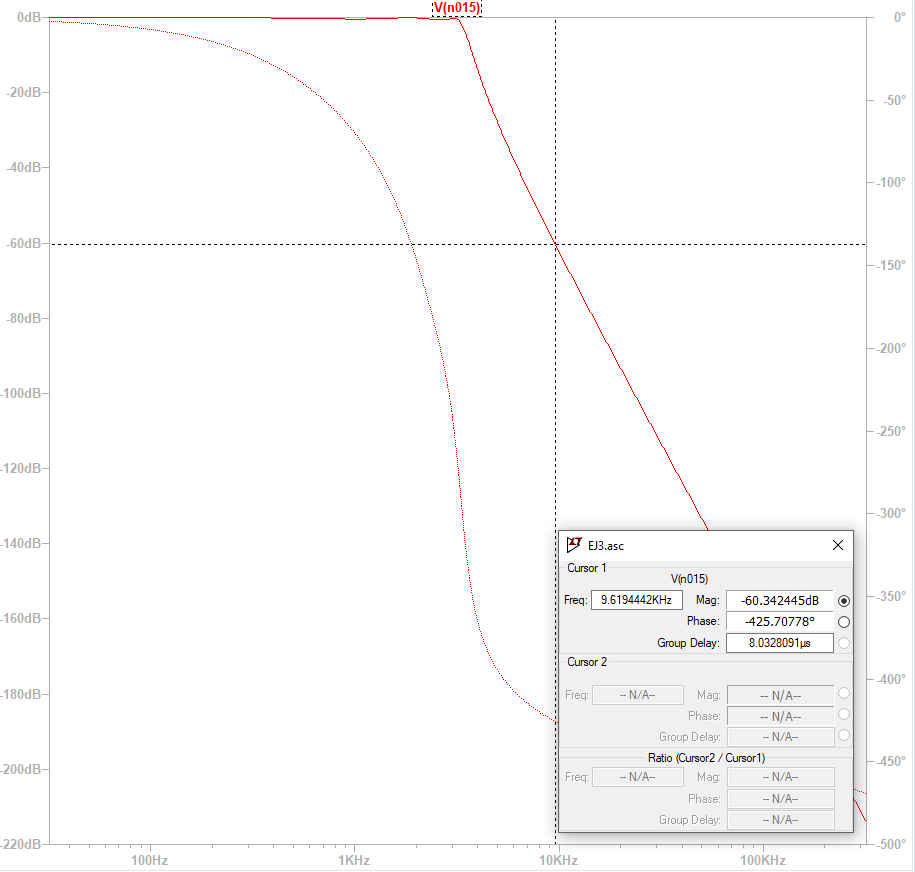 V(n015)
0dB
-20dB
-40dB
-60dB
-80dB
-100dB
-120dB
-140dB
-160dB
-180dB
-200dB
-220dB
0°
-50°
-100°
-150°
-200°
-250°
-300°
-350°
-400°
-450°
-500°
100Hz 1KHz 10KHz 100KHz
EJ3.asc
Cursor 1
V(n015)
Freq: 9.6194442KHz Mag: -60.342445dB
Phase: -425.70778°
Group Delay: 8.0328091µs
Cursor 2
Freq: -- N/A-- Mag: -- N/A--
Phase: -- N/A--
Group Delay: -- N/A--
Ratio (Cursor2 / Cursor1)
Freq: -- N/A-- Mag: -- N/A--
Phase: -- N/A--
Group Delay: -- N/A--